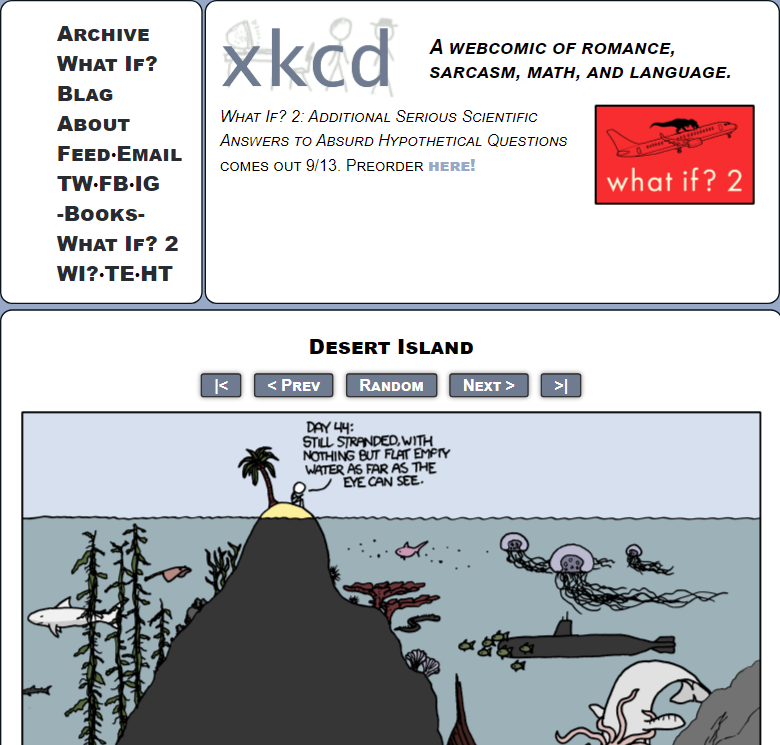 Archive
What If?
Blag
About
Feed·Email
TW·FB·IG
-Books-
What If? 2
WI?·TE·HT
xkcd
A webcomic of romance,
sarcasm, math, and language.
What If? 2: Additional Serious Scientific
Answers to Absurd Hypothetical Questions
comes out 9/13. Preorder here!
what if? 2
Desert Island
|<
< Prev
Random
Next >
>|
DAY 44:
STILL STRANDED, WITH
NOTHING BUT FLAT EMPTY
WATER AS FAR AS THE
EYE CAN SEE.